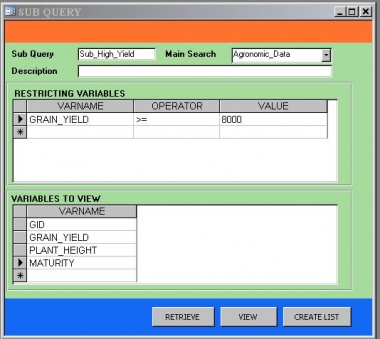 SUB QUERY
Sub Query Sub_High_Yield Main Search Agronomic_Data
Description
RESTRICTING VARIABLES
VARNAME OPERATOR VALUE
GRAIN_YIELD >= 8000
VARIABLES TO VIEW
VARNAME
GID
GRAIN_YIELD
PLANT_HEIGHT
MATURITY
RETRIEVE VIEW CREATE LIST